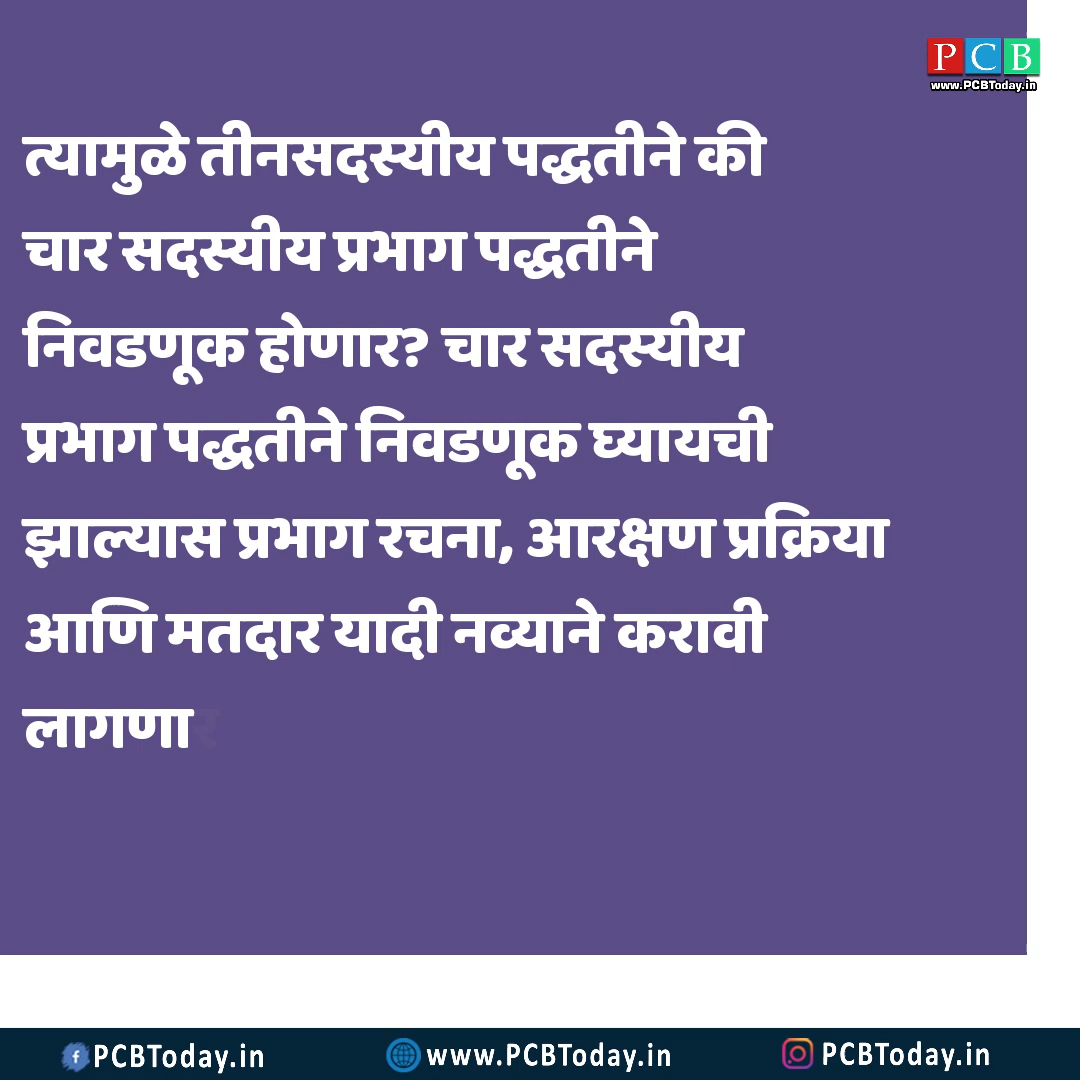 P C B
www.PCBToday.in
त्यामुळे तीनसदस्यीय पद्धतीने की
चार सदस्यीय प्रभाग पद्धतीने
निवडणूक होणार? चार सदस्यीय
प्रभाग पद्धतीने निवडणूक घ्यायची
झाल्यास प्रभाग रचना, आरक्षण प्रक्रिया
आणि मतदार यादी नव्याने करावी
लागणार
PCBToday.in www.PCBToday.in PCBToday.in